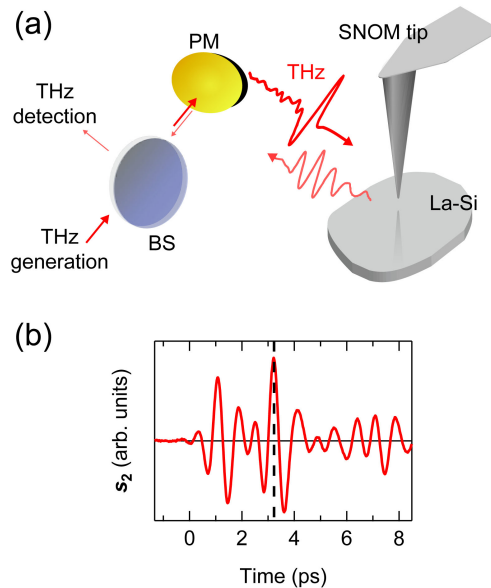 (a)
PM
SNOM tip
THz
THz
detection
La-Si
THz
generation
BS
(b)
s₂ (arb. units)
0 2 4 6 8
Time (ps)